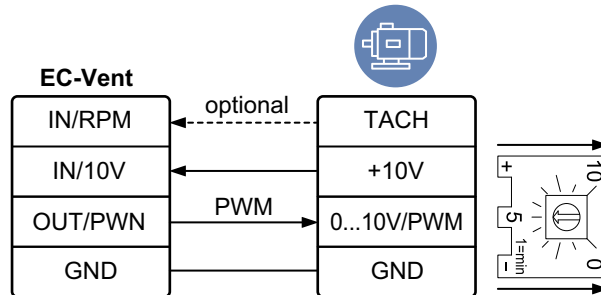 EC-Vent
optional
IN/RPM
TACH
IN/10V
+10V
OUT/PWN
PWM
0...10V/PWM
GND
GND
+
5
-
1=min
10
0